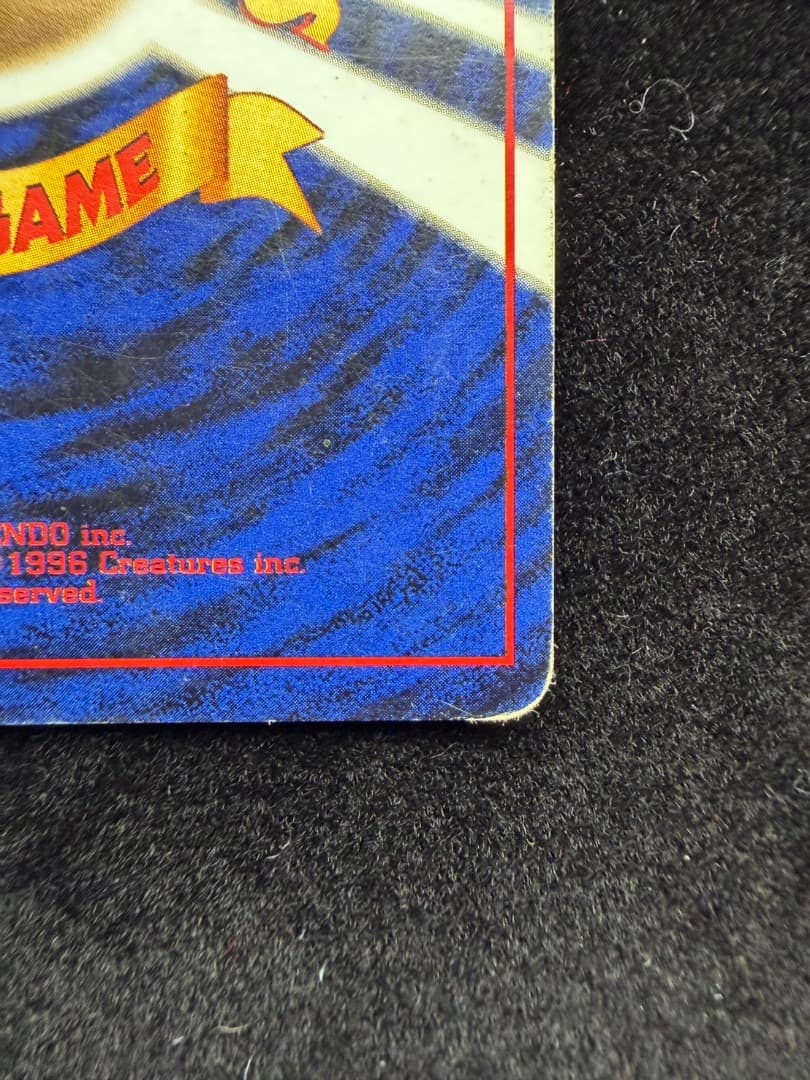 S
GAME
NDO inc.
1996 Creatures inc.
served.